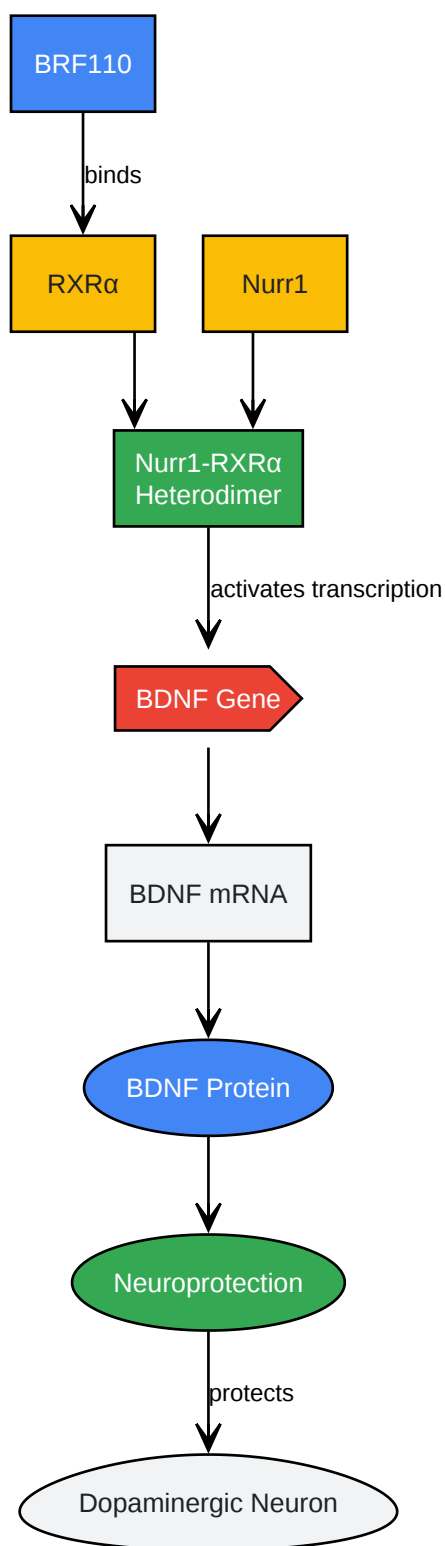 BRF110
binds
RXRα
Nurr1
Nurr1-RXRα
Heterodimer
activates transcription
BDNF Gene
BDNF mRNA
BDNF Protein
Neuroprotection
protects
Dopaminergic Neuron